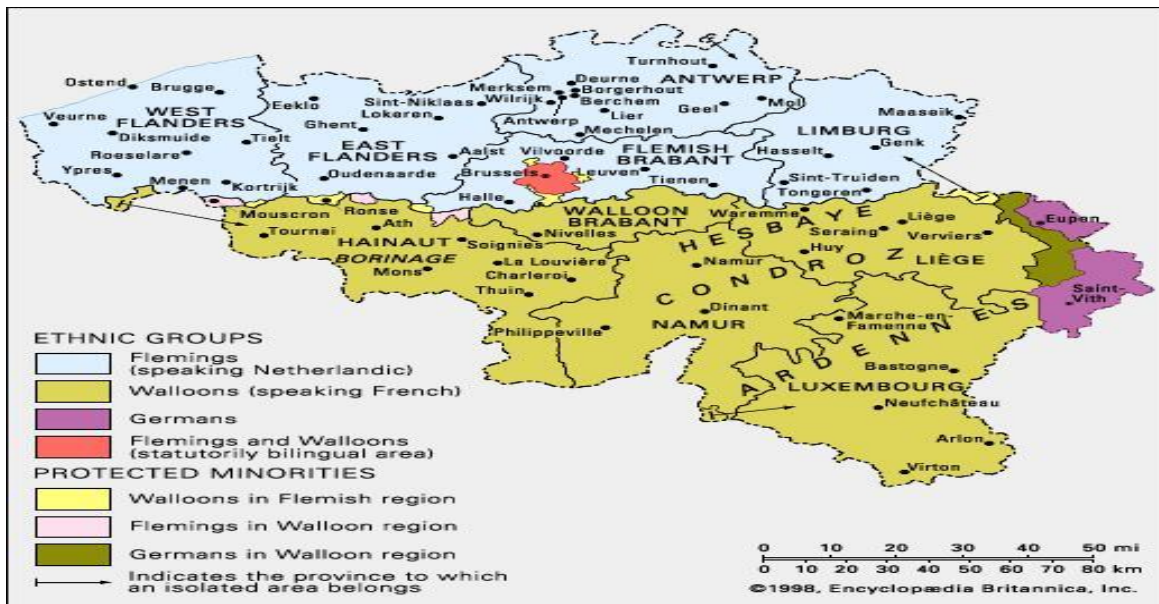 Ostend
Brugge
Veurne
WEST
FLANDERS
Diksmuide
Tielt
Roeselare
Ypres
Menen
Kortrijk
Eeklo
Sint-Niklaas
Lokeren
Ghent
EAST
FLANDERS
Aalst
Oudenaarde
Turnhout
Deurne
ANTWERP
Merksem
Borgerhout
Wilrijk
Berchem
Geel
Mol
Lier
Antwerp
Mechelen
Maaseik
LIMBURG
Genk
Hasselt
Sint-Truiden
Tongeren
Vilvoorde
FLEMISH
BRABANT
Brussels
Leuven
Tienen
Halle
WALLOON
BRABANT
Nivelles
Waremme
Mouscron
Ronse
Tournai
Ath
HAINAUT
Soignies
BORINAGE
La Louvière
Mons
Charleroi
Thuin
HESBAYE
Liège
Seraing
Verviers
Huy
LIÈGE
Eupen
Saint-
Vith
Namur
CONDROZ
Dinant
Philippeville
NAMUR
Marche-en-
Famenne
ARDENNES
Bastogne
LUXEMBOURG
Neufchâteau
Arlon
Virton
ETHNIC GROUPS
Flemings
(speaking Netherlandic)
Walloons (speaking French)
Germans
Flemings and Walloons
(statutorily bilingual area)
PROTECTED MINORITIES
Walloons in Flemish region
Flemings in Walloon region
Germans in Walloon region
Indicates the province to which
an isolated area belongs
0 10 20 30 40 50 mi
0 10 20 30 40 60 70 80 km
©1998, Encyclopædia Britannica, Inc.